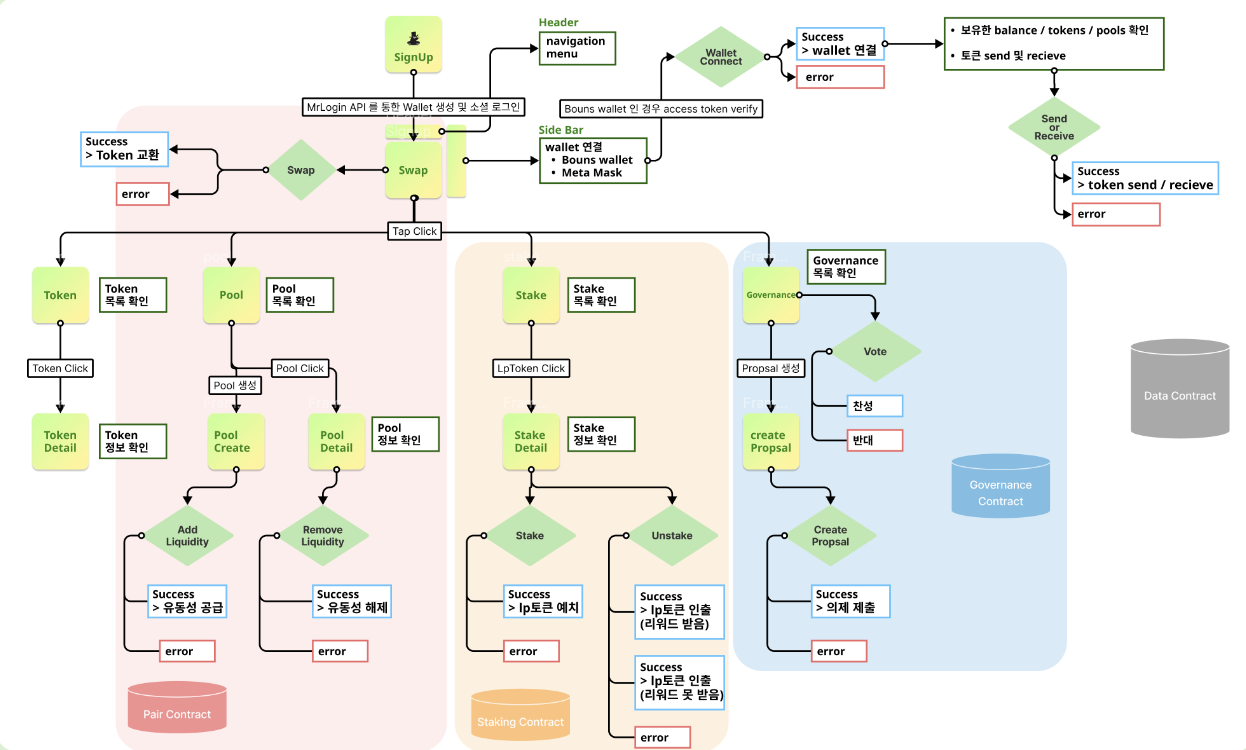 SignUp
Header
navigation
menu
MrLogin API 를 통한 Wallet 생성 및 소셜 로그인
Wallet
Connect
Success
> wallet 연결
error
• 보유한 balance / tokens / pools 확인
• 토큰 send 및 recieve
Bouns wallet 인 경우 access token verify
Send
or
Receive
Success
> token send / recieve
error
Side Bar
wallet 연결
• Bouns wallet
• Meta Mask
Success
> Token 교환
error
Swap
Swap
Tap Click
Token
Token
목록 확인
Pool
Pool
목록 확인
Stake
Stake
목록 확인
Governance
Governance
목록 확인
Vote
찬성
반대
Token Click
Pool 생성
Pool Click
LpToken Click
Propsal 생성
Token
Detail
Token
정보 확인
Pool
Create
Pool
Detail
Pool
정보 확인
Stake
Detail
Stake
정보 확인
create
Propsal
Add
Liquidity
Remove
Liquidity
Stake
Unstake
Create
Propsal
Success
> 유동성 공급
error
Success
> 유동성 해제
error
Success
> lp토큰 예치
error
Success
> lp토큰 인출
(리워드 받음)
Success
> lp토큰 인출
(리워드 못 받음)
error
Success
> 의제 제출
error
Pair Contract
Staking Contract
Governance
Contract
Data Contract